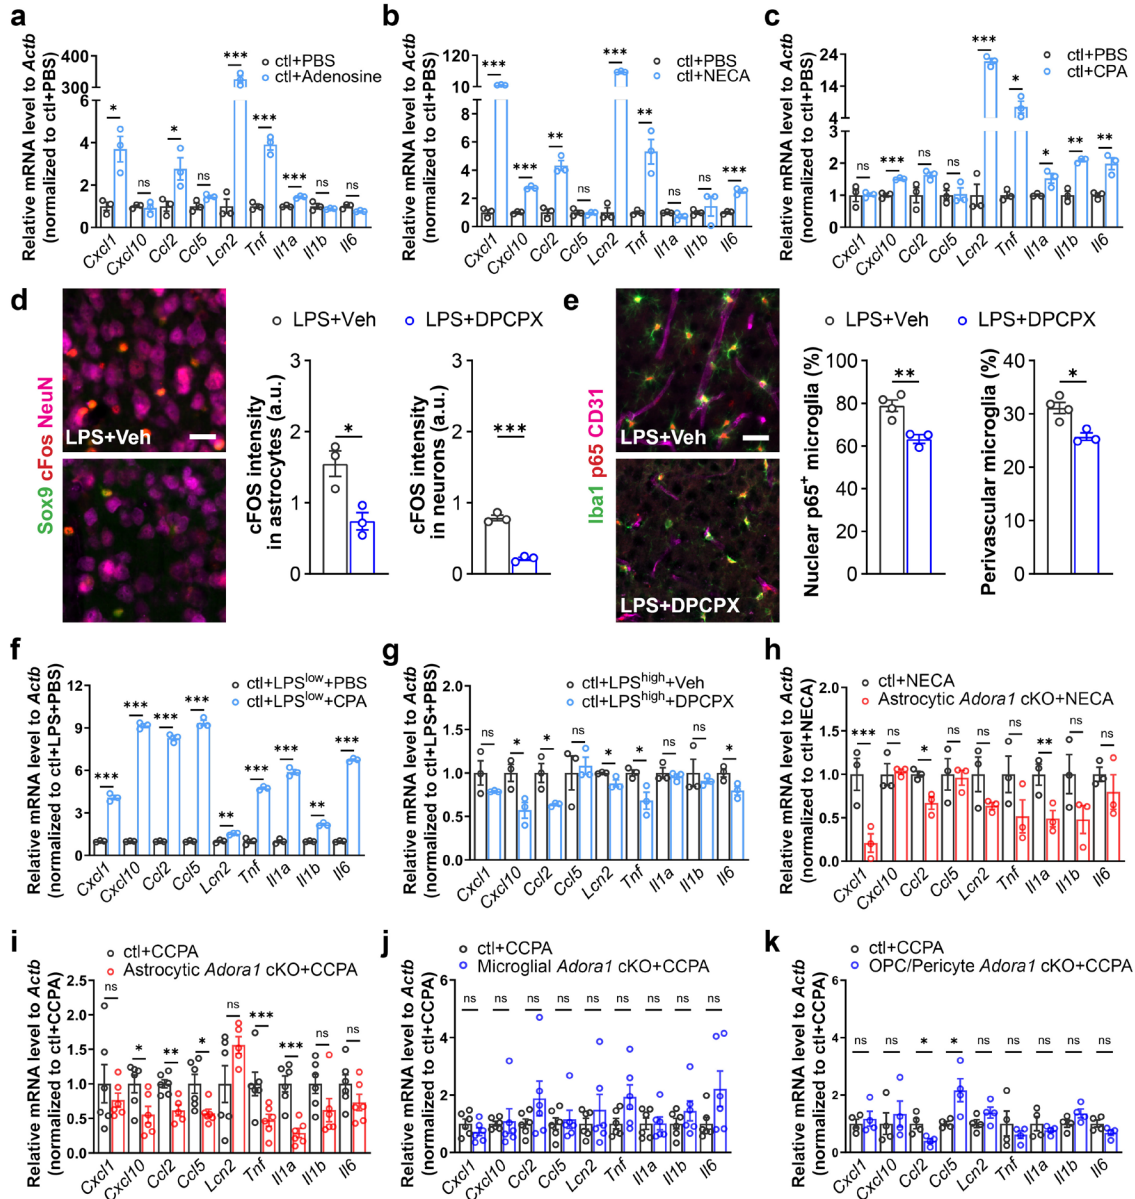 a
Relative mRNA level to Actb
(normalized to ctl+PBS)
ctl+PBS
ctl+Adenosine
400
300
6
4
2
0
* ns * ns *** *** *** ns ns
Cxcl1 Cxcl10 Ccl2 Ccl5 Lcn2 Tnf Il1a Il1b Il6
b
Relative mRNA level to Actb
(normalized to ctl+PBS)
ctl+PBS
ctl+NECA
120
10
6
4
2
0
*** *** ** ns *** ** ns ns ***
Cxcl1 Cxcl10 Ccl2 Ccl5 Lcn2 Tnf Il1a Il1b Il6
c
Relative mRNA level to Actb
(normalized to ctl+PBS)
ctl+PBS
ctl+CPA
24
14
4
3
2
1
0
ns *** ns ns *** * * ** **
Cxcl1 Cxcl10 Ccl2 Ccl5 Lcn2 Tnf Il1a Il1b Il6
d
Sox9 cFos NeuN
LPS+Veh
LPS+Veh LPS+DPCPX
cFOS intensity
in astrocytes (a.u.)
3
2
1
0
*
cFOS intensity
in neurons (a.u.)
3
2
1
0
***
e
Iba1 p65 CD31
LPS+Veh
LPS+DPCPX
LPS+Veh LPS+DPCPX
Nuclear p65+ microglia (%)
100
80
60
40
20
0
**
Perivascular microglia (%)
40
30
20
10
0
*
f
Relative mRNA level to Actb
(normalized to ctl+LPS+PBS)
ctl+LPSlow+PBS
ctl+LPSlow+CPA
12
9
6
3
0
*** *** *** *** ** *** *** ** ***
Cxcl1 Cxcl10 Ccl2 Ccl5 Lcn2 Tnf Il1a Il1b Il6
g
Relative mRNA level to Actb
(normalized to ctl+LPS+PBS)
ctl+LPShigh+Veh
ctl+LPShigh+DPCPX
2.0
1.5
1.0
0.5
0.0
ns * * ns * * ns ns *
Cxcl1 Cxcl10 Ccl2 Ccl5 Lcn2 Tnf Il1a Il1b Il6
h
Relative mRNA level to Actb
(normalized to ctl+NECA)
ctl+NECA
Astrocytic Adora1 cKO+NECA
2.0
1.5
1.0
0.5
0.0
*** ns * ns ns ns ** ns ns
Cxcl1 Cxcl10 Ccl2 Ccl5 Lcn2 Tnf Il1a Il1b Il6
i
Relative mRNA level to Actb
(normalized to ctl+CCPA)
ctl+CCPA
Astrocytic Adora1 cKO+CCPA
2.5
2.0
1.5
1.0
0.5
0.0
ns * ** * ns *** *** ns ns
Cxcl1 Cxcl10 Ccl2 Ccl5 Lcn2 Tnf Il1a Il1b Il6
j
Relative mRNA level to Actb
(normalized to ctl+CCPA)
ctl+CCPA
Microglial Adora1 cKO+CCPA
6
4
2
0
ns ns ns ns ns ns ns ns ns
Cxcl1 Cxcl10 Ccl2 Ccl5 Lcn2 Tnf Il1a Il1b Il6
k
Relative mRNA level to Actb
(normalized to ctl+CCPA)
ctl+CCPA
OPC/Pericyte Adora1 cKO+CCPA
6
4
2
0
ns ns * * ns ns ns ns ns
Cxcl1 Cxcl10 Ccl2 Ccl5 Lcn2 Tnf Il1a Il1b Il6